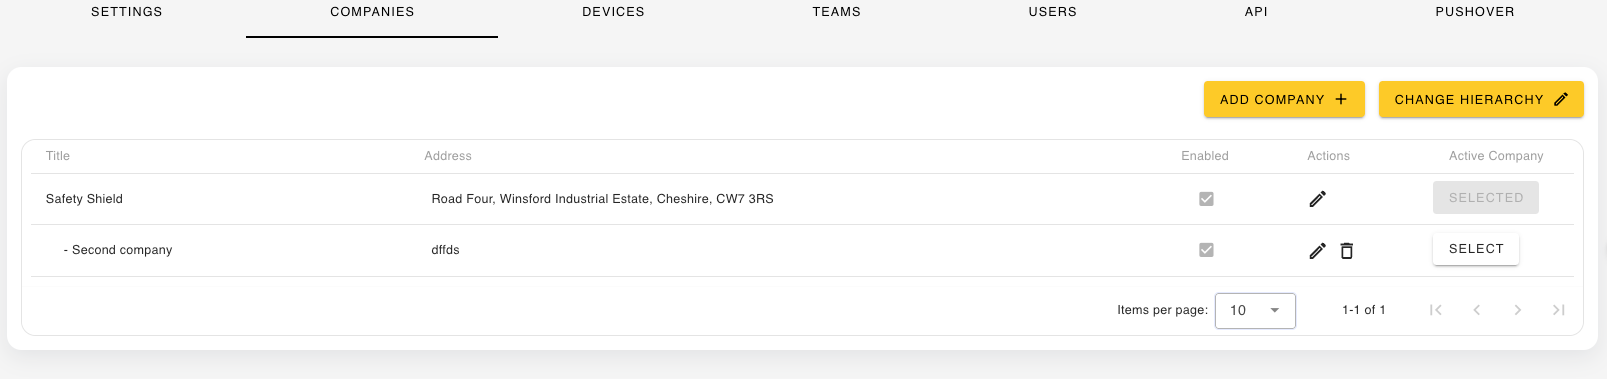 SETTINGS COMPANIES DEVICES TEAMS USERS API PUSHOVER
ADD COMPANY CHANGE HIERARCHY
Title Address Enabled Actions Active Company
Safety Shield Road Four, Winsford Industrial Estate, Cheshire, CW7 3RS SELECTED
- Second company dffds SELECT
Items per page: 10 1-1 of 1